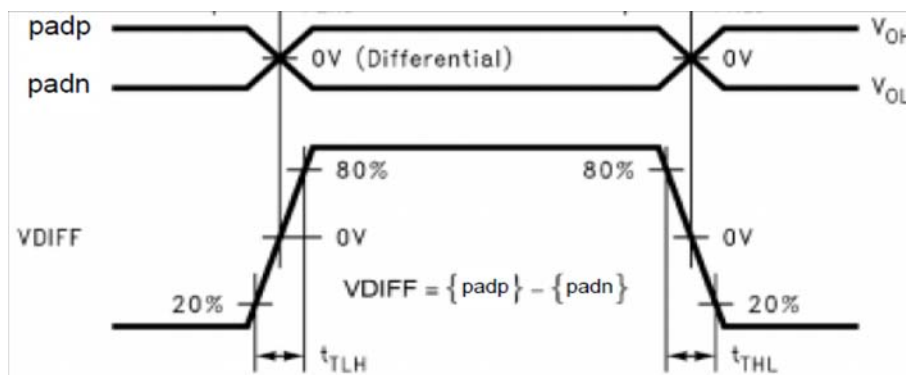 padp
V_OH
0V (Differential)
0V
padn
V_OL
80%
80%
VDIFF
0V
0V
VDIFF = {padp} - {padn}
20%
20%
t_TLH
t_THL